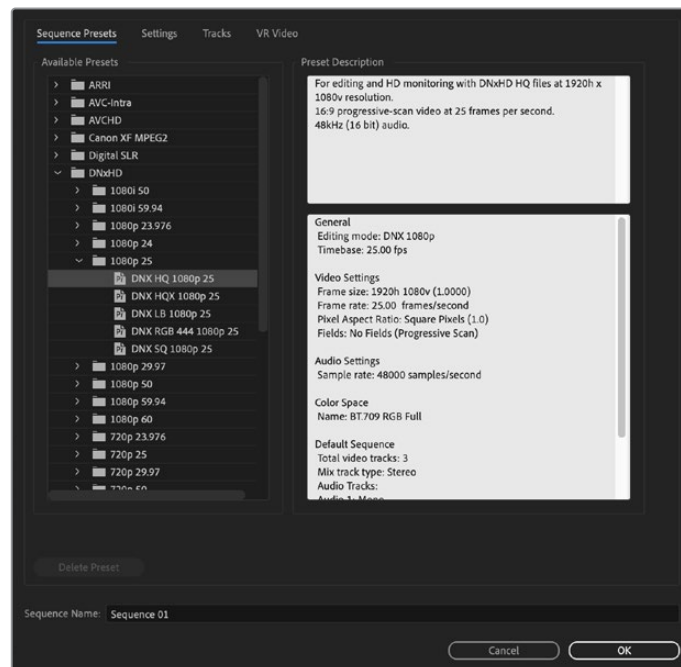 Sequence Presets Settings Tracks VR Video
Available Presets
ARRI
AVC-Intra
AVCHD
Canon XF MPEG2
Digital SLR
DNxHD
1080i 50
1080i 59.94
1080p 23.976
1080p 24
1080p 25
DNX HQ 1080p 25
DNX HQX 1080p 25
DNX LB 1080p 25
DNX RGB 444 1080p 25
DNX SQ 1080p 25
1080p 29.97
1080p 50
1080p 59.94
1080p 60
720p 23.976
720p 25
720p 29.97
Preset Description
For editing and HD monitoring with DNxHD HQ files at 1920h x
1080v resolution.
16:9 progressive-scan video at 25 frames per second.
48kHz (16 bit) audio.
General
Editing mode: DNX 1080p
Timebase: 25.00 fps
Video Settings
Frame size: 1920h 1080v (1.0000)
Frame rate: 25.00 frames/second
Pixel Aspect Ratio: Square Pixels (1.0)
Fields: No Fields (Progressive Scan)
Audio Settings
Sample rate: 48000 samples/second
Color Space
Name: BT.709 RGB Full
Default Sequence
Total video tracks: 3
Mix track type: Stereo
Audio Tracks:
Audio 1: Mono
Delete Preset
Sequence Name: Sequence 01
Cancel OK